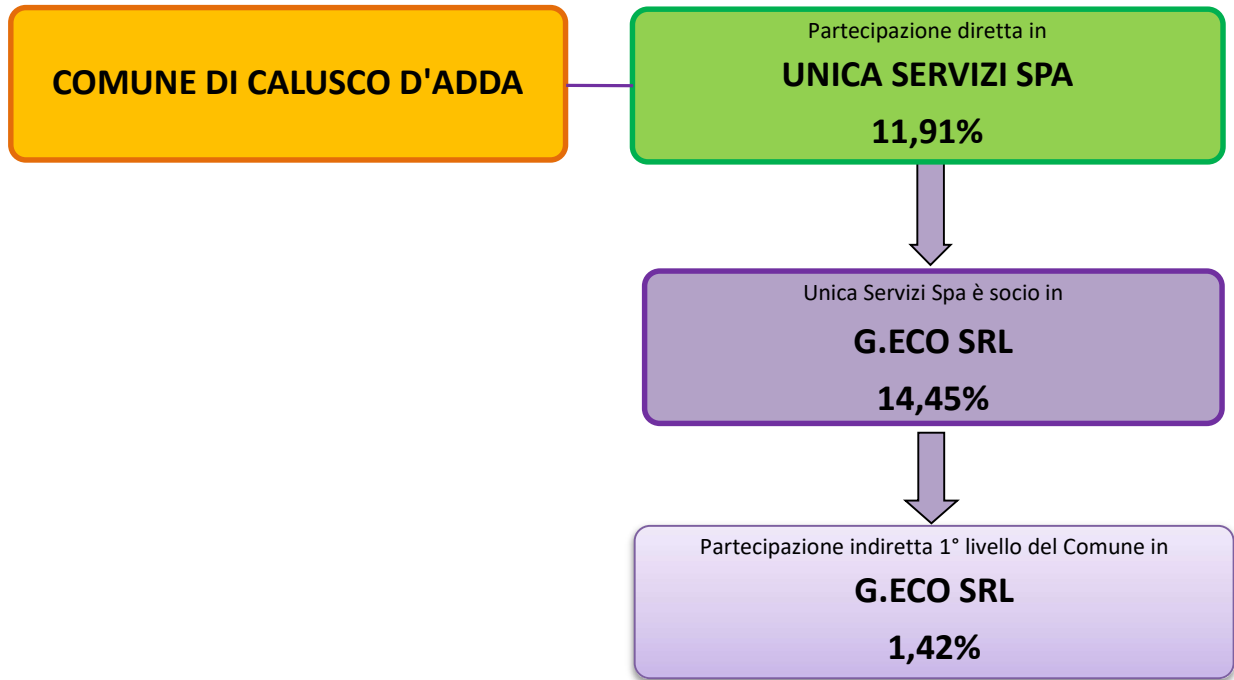 COMUNE DI CALUSCO D'ADDA
Partecipazione diretta in
UNICA SERVIZI SPA
11,91%
Unica Servizi Spa è socio in
G.ECO SRL
14,45%
Partecipazione indiretta 1° livello del Comune in
G.ECO SRL
1,42%